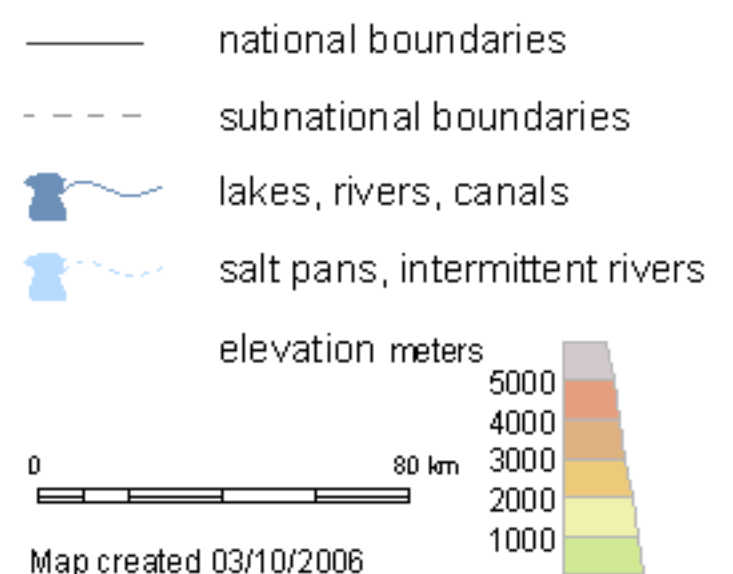 national boundaries
subnational boundaries
lakes, rivers, canals
salt pans, intermittent rivers
elevation meters
5000
4000
3000
2000
1000
0 80 km
Map created 03/10/2006